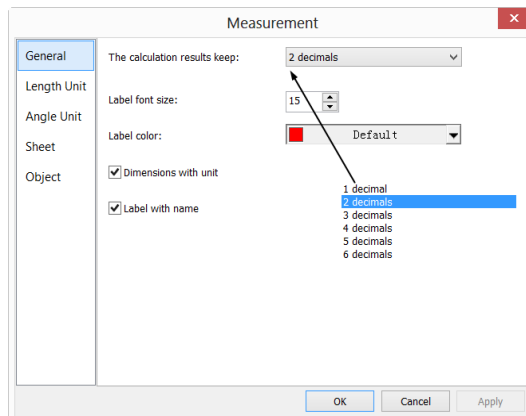 Measurement
General
Length Unit
Angle Unit
Sheet
Object
The calculation results keep:
2 decimals
Label font size:
15
Label color:
Default
Dimensions with unit
Label with name
1 decimal
2 decimals
3 decimals
4 decimals
5 decimals
6 decimals
OK
Cancel
Apply